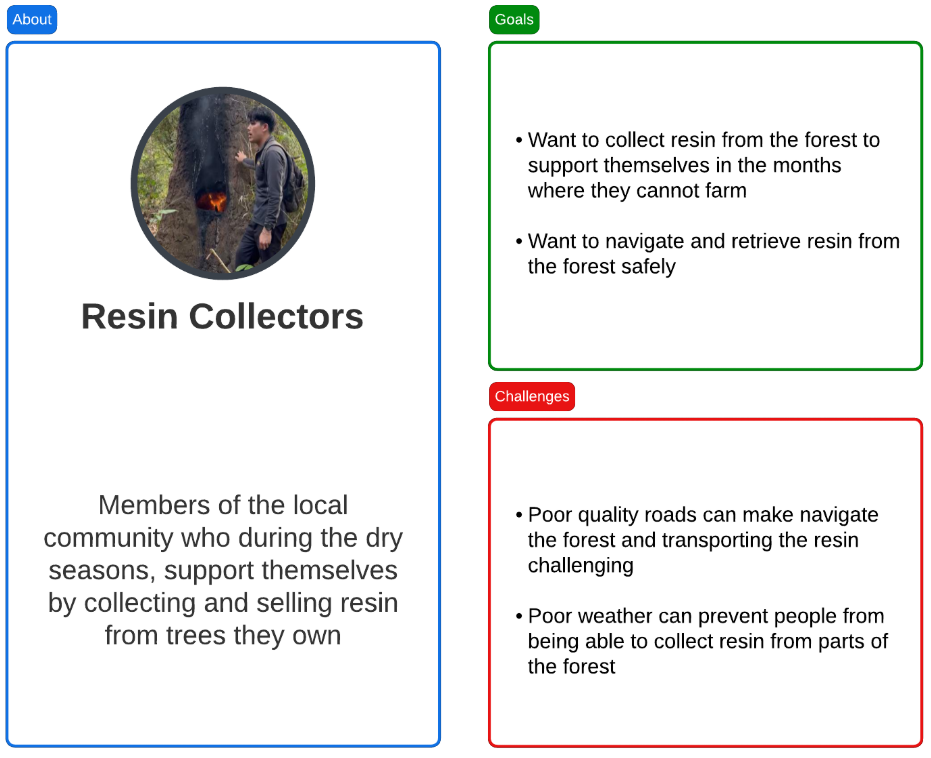 About
Resin Collectors
Members of the local
community who during the dry
seasons, support themselves
by collecting and selling resin
from trees they own
Goals
• Want to collect resin from the forest to
support themselves in the months
where they cannot farm
• Want to navigate and retrieve resin from
the forest safely
Challenges
• Poor quality roads can make navigate
the forest and transporting the resin
challenging
• Poor weather can prevent people from
being able to collect resin from parts of
the forest